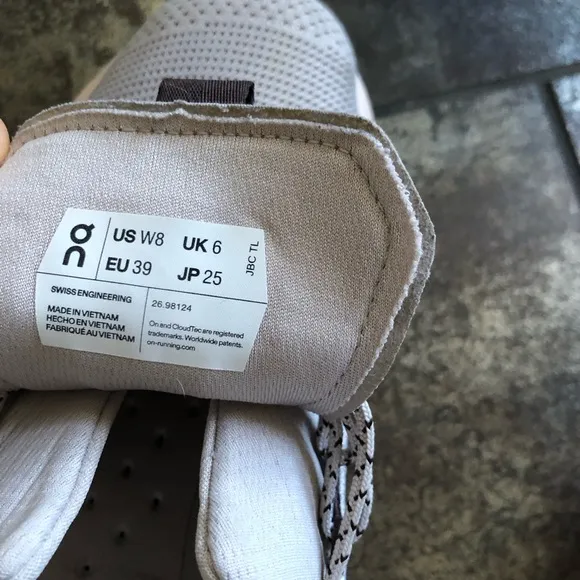 on
US W8 UK 6
EU 39 JP 25
JBC TL
SWISS ENGINEERING
26.98124
MADE IN VIETNAM
HECHO EN VIETNAM
FABRIQUÉ AU VIETNAM
On and CloudTec are registered
trademarks. Worldwide patents.
on-running.com